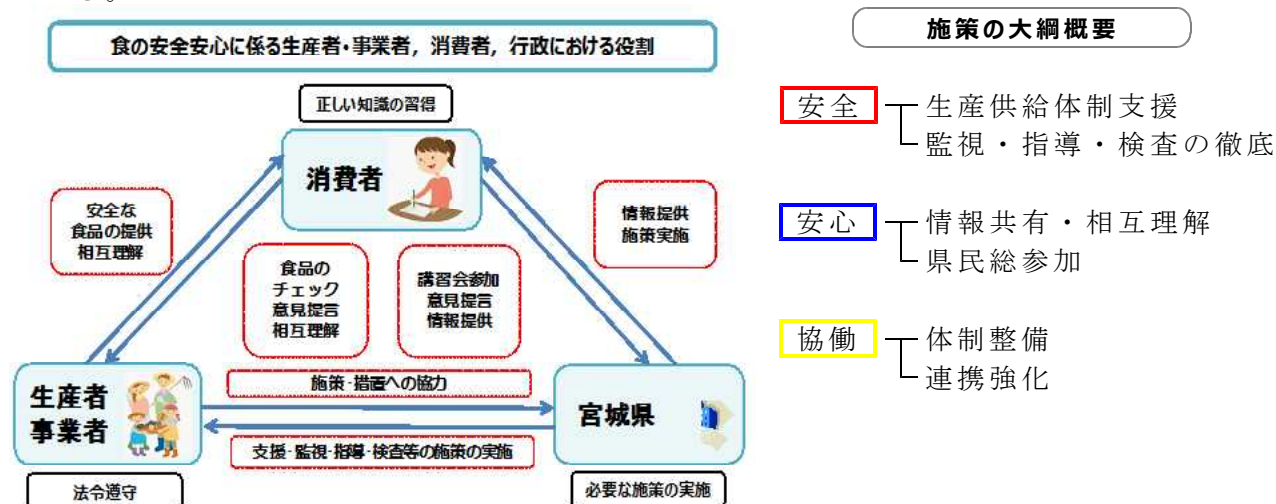 食の安全安心に係る生産者・事業者，消費者，行政における役割
正しい知識の習得
消費者
安全な
食品の提供
相互理解
食品の
チェック
意見提言
相互理解
講習会参加
意見提言
情報提供
情報提供
施策実施
生産者
事業者
施策・措置への協力
支援・監視・指導・検査等の施策の実施
宮城県
法令遵守
必要な施策の実施
施策の大綱概要
安全
生産供給体制支援
監視・指導・検査の徹底
安心
情報共有・相互理解
県民総参加
協働
体制整備
連携強化